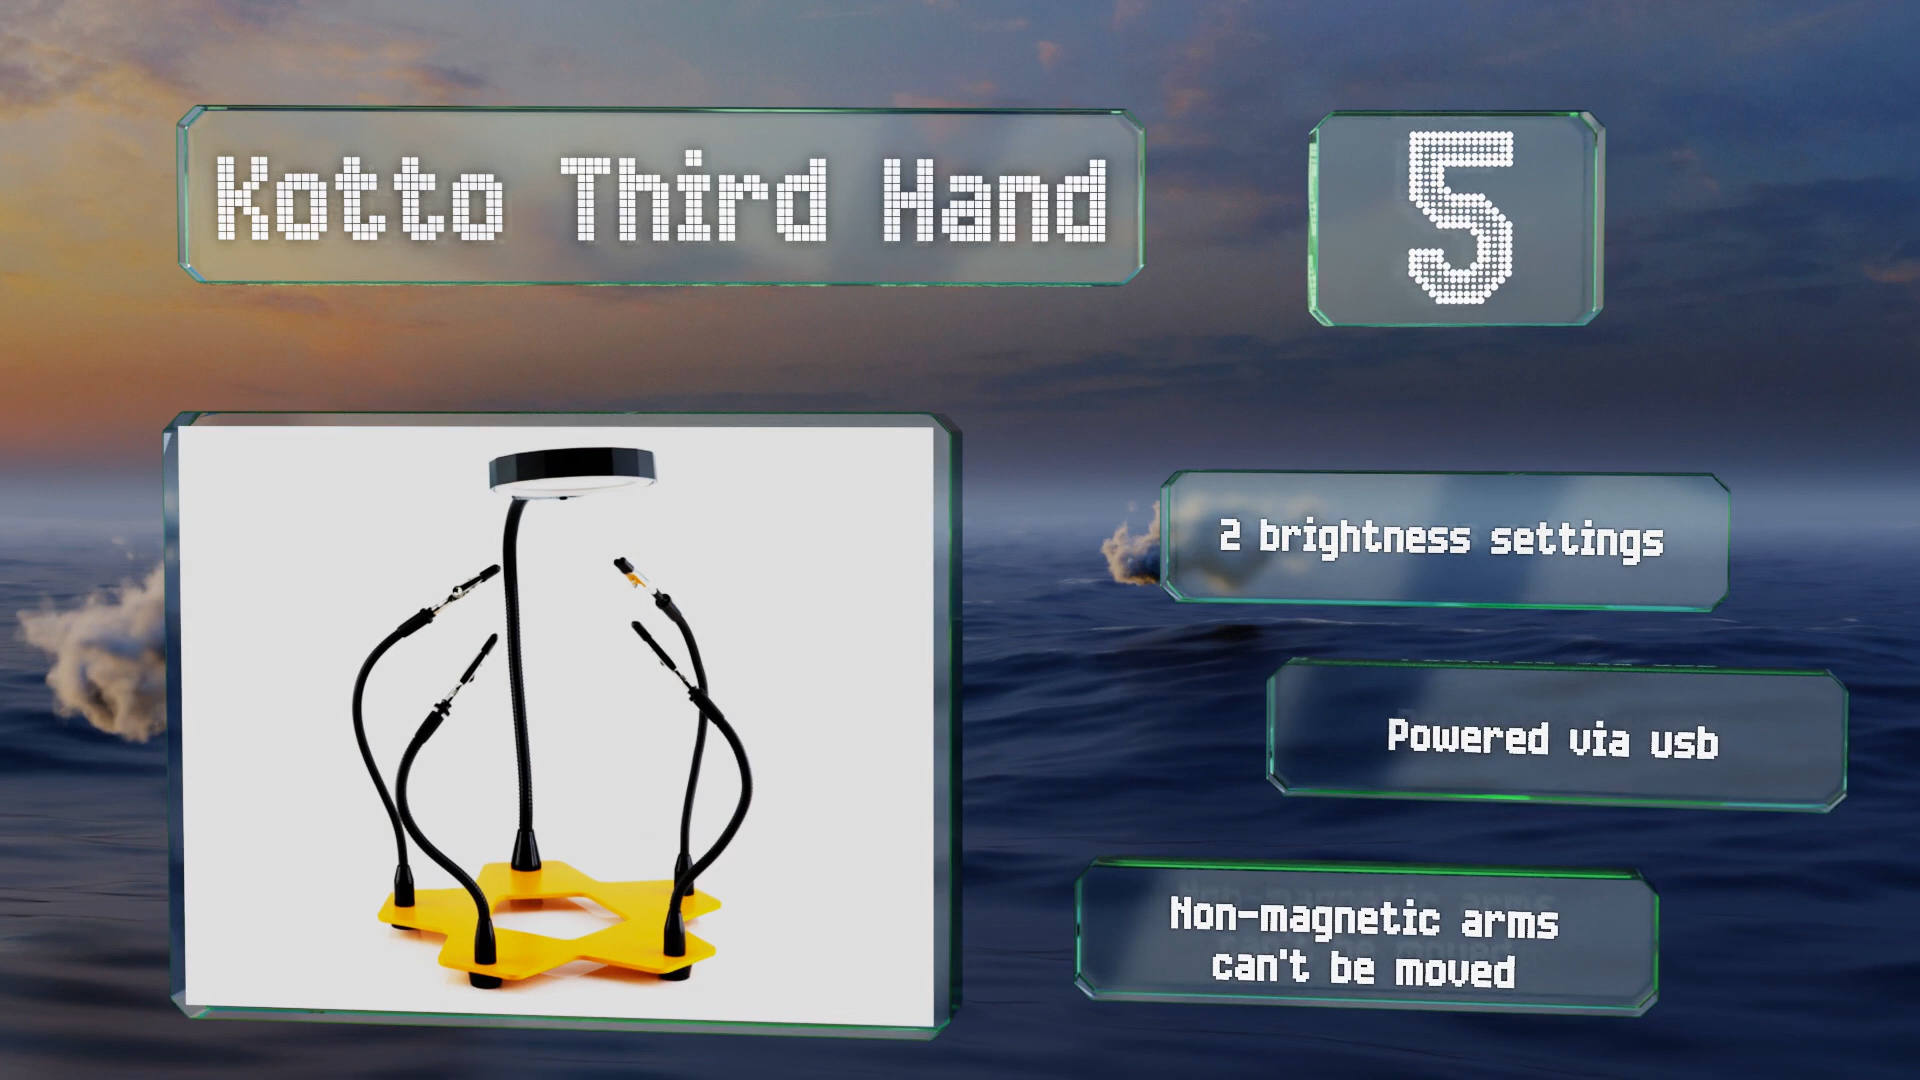 Kotto Third Hand
5
2 brightness settings
Powered via usb
Non-magnetic arms
can't be moved